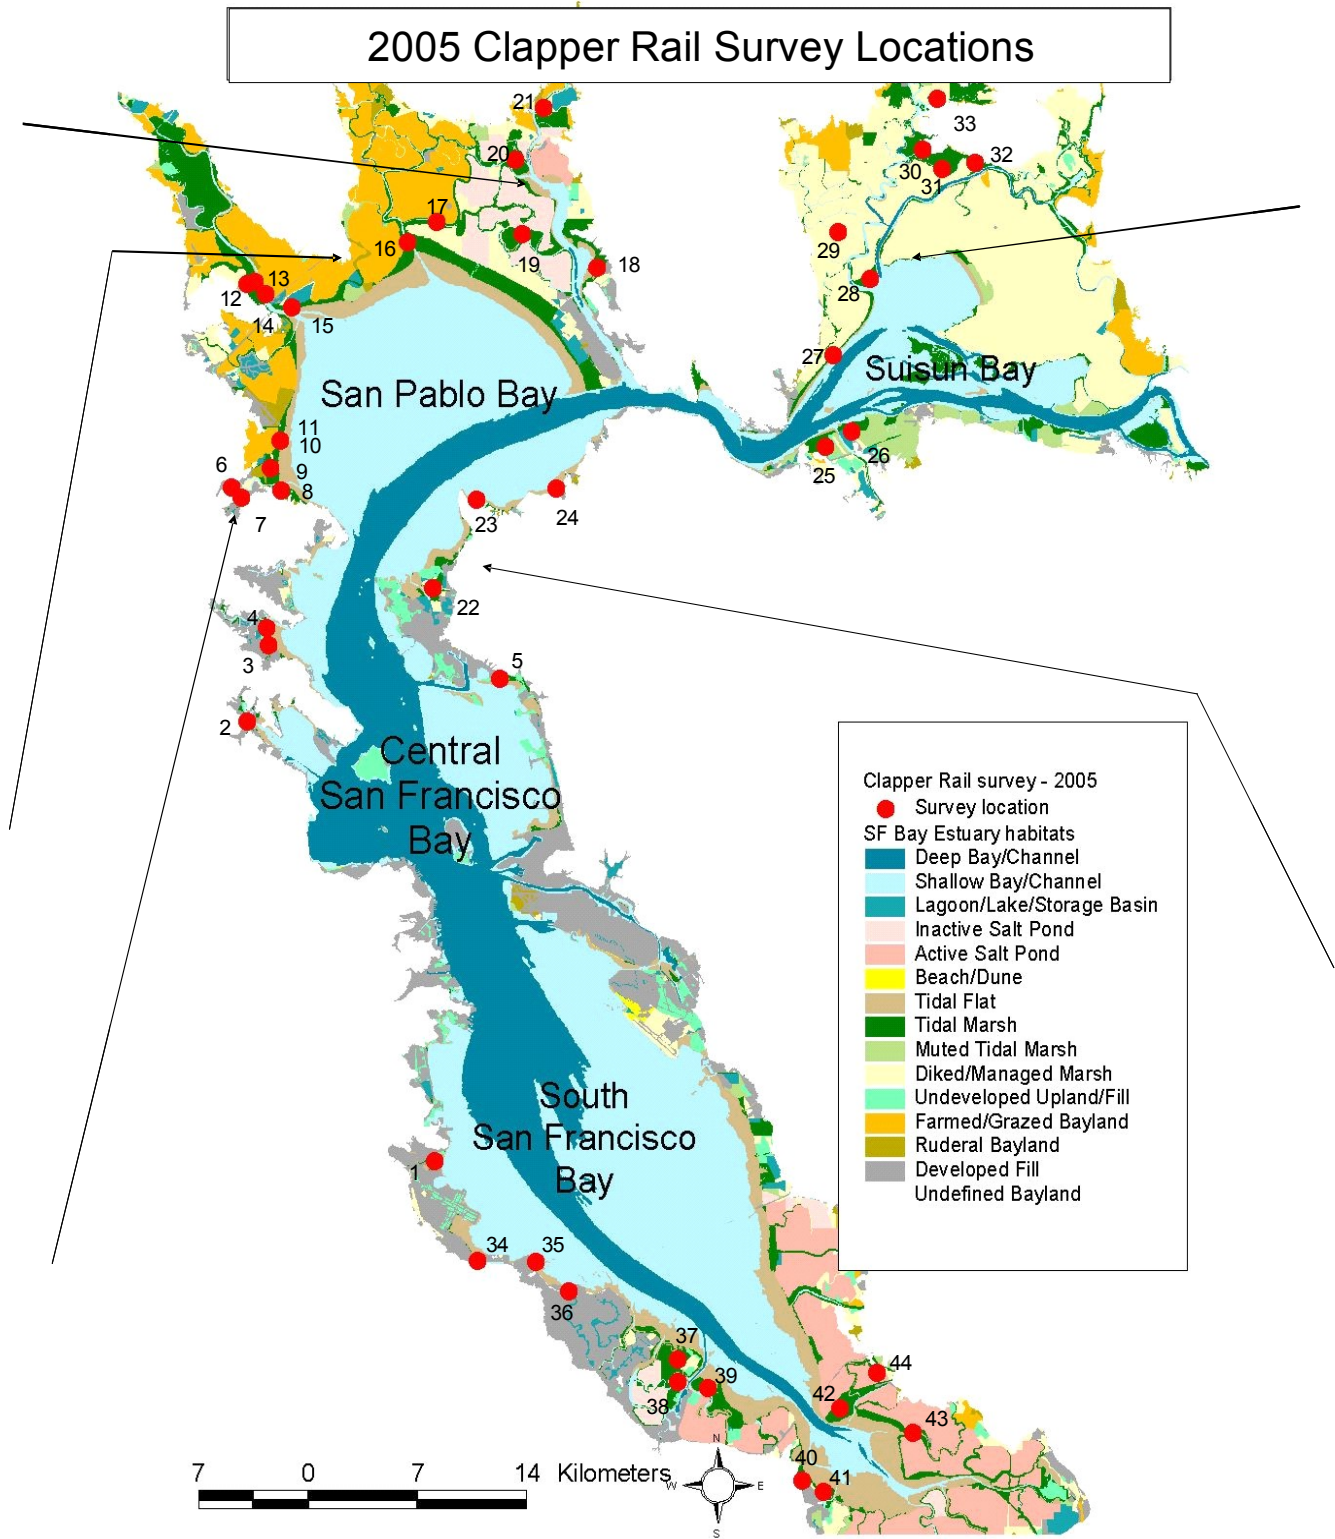 2005 Clapper Rail Survey Locations
21
33
20
30
32
31
17
29
16
19
18
28
13
12
14
15
27
Suisun Bay
San Pablo Bay
11
10
26
25
6
9
8
7
23
24
22
4
3
5
2
Central
San Francisco
Bay
Clapper Rail survey - 2005
Survey location
SF Bay Estuary habitats
Deep Bay/Channel
Shallow Bay/Channel
Lagoon/Lake/Storage Basin
Inactive Salt Pond
Active Salt Pond
Beach/Dune
Tidal Flat
Tidal Marsh
Muted Tidal Marsh
Diked/Managed Marsh
Undeveloped Upland/Fill
Farmed/Grazed Bayland
Ruderal Bayland
Developed Fill
Undefined Bayland
South
San Francisco
Bay
1
34
35
36
37
44
39
38
42
43
40
41
7 0 7 14 Kilometers
N
W E
S